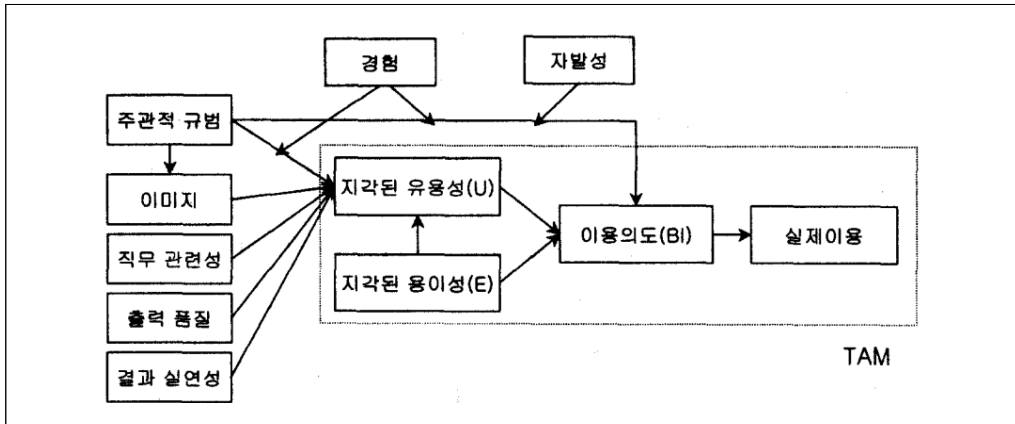 경험
자발성
주관적 규범
이미지
지각된 유용성(U)
직무 관련성
이용의도(BI)
실제이용
지각된 용이성(E)
출력 품질
결과 실연성
TAM